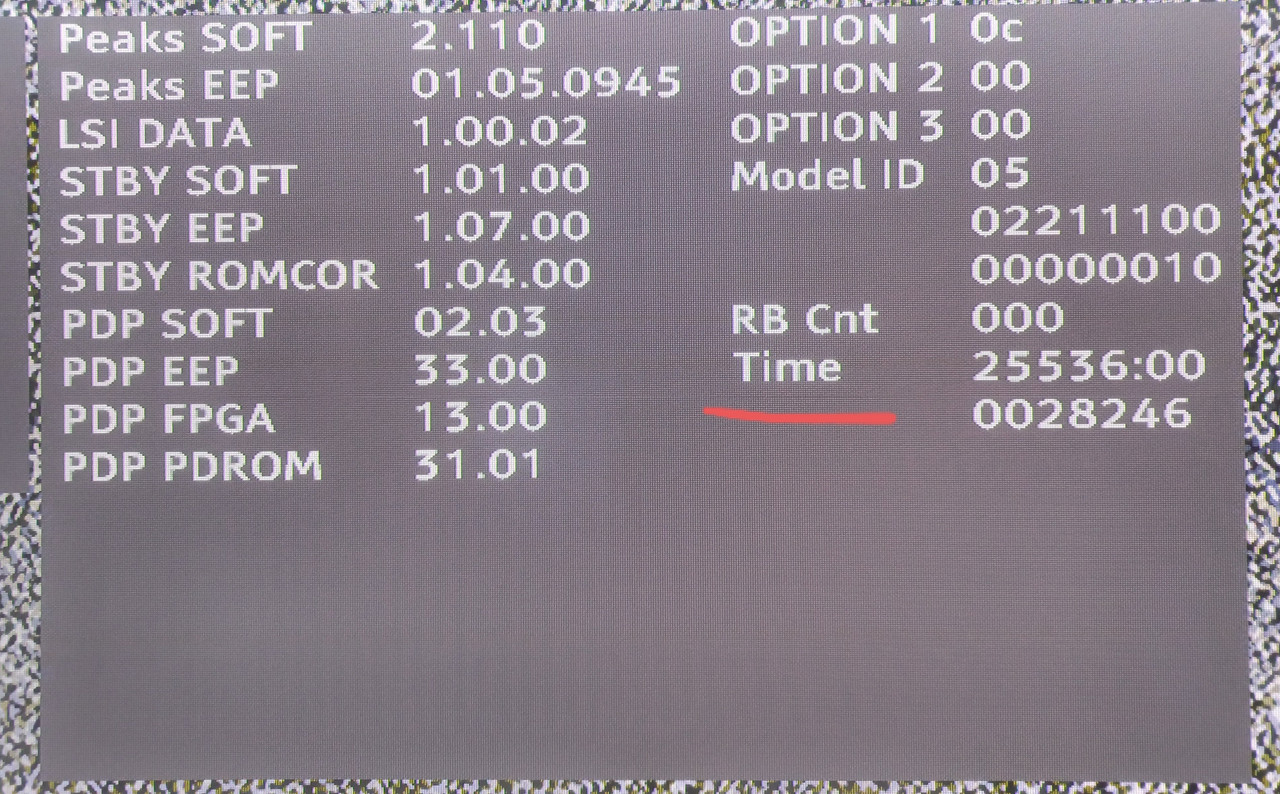 Peaks SOFT 2.110 OPTION 1 0c
Peaks EEP 01.05.0945 OPTION 2 00
LSI DATA 1.00.02 OPTION 3 00
STBY SOFT 1.01.00 Model ID 05
STBY EEP 1.07.00 02211100
STBY ROMCOR 1.04.00 00000010
PDP SOFT 02.03 RB Cnt 000
PDP EEP 33.00 Time 25536:00
PDP FPGA 13.00 0028246
PDP PDROM 31.01